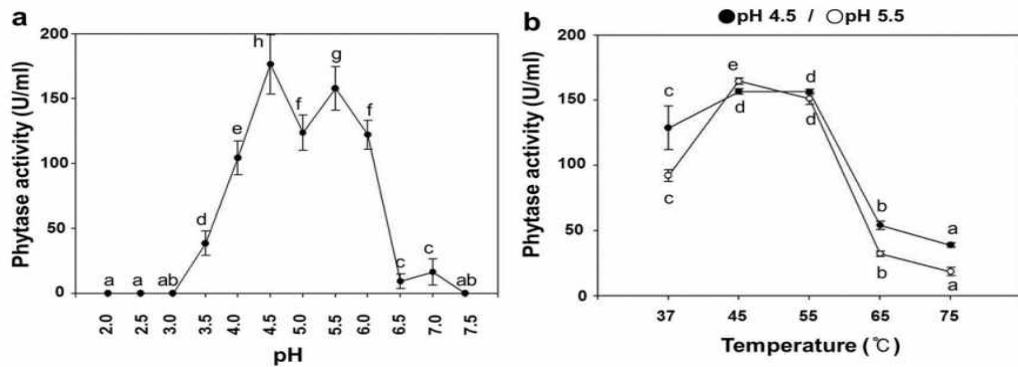 a
Phytase activity (U/ml)
200
150
100
50
0
a a ab d e h f g f c c ab
2.0 2.5 3.0 3.5 4.0 4.5 5.0 5.5 6.0 6.5 7.0 7.5
pH
b
●pH 4.5 / ○pH 5.5
Phytase activity (U/ml)
200
150
100
50
0
c e d b a
c d d b a
37 45 55 65 75
Temperature (℃)